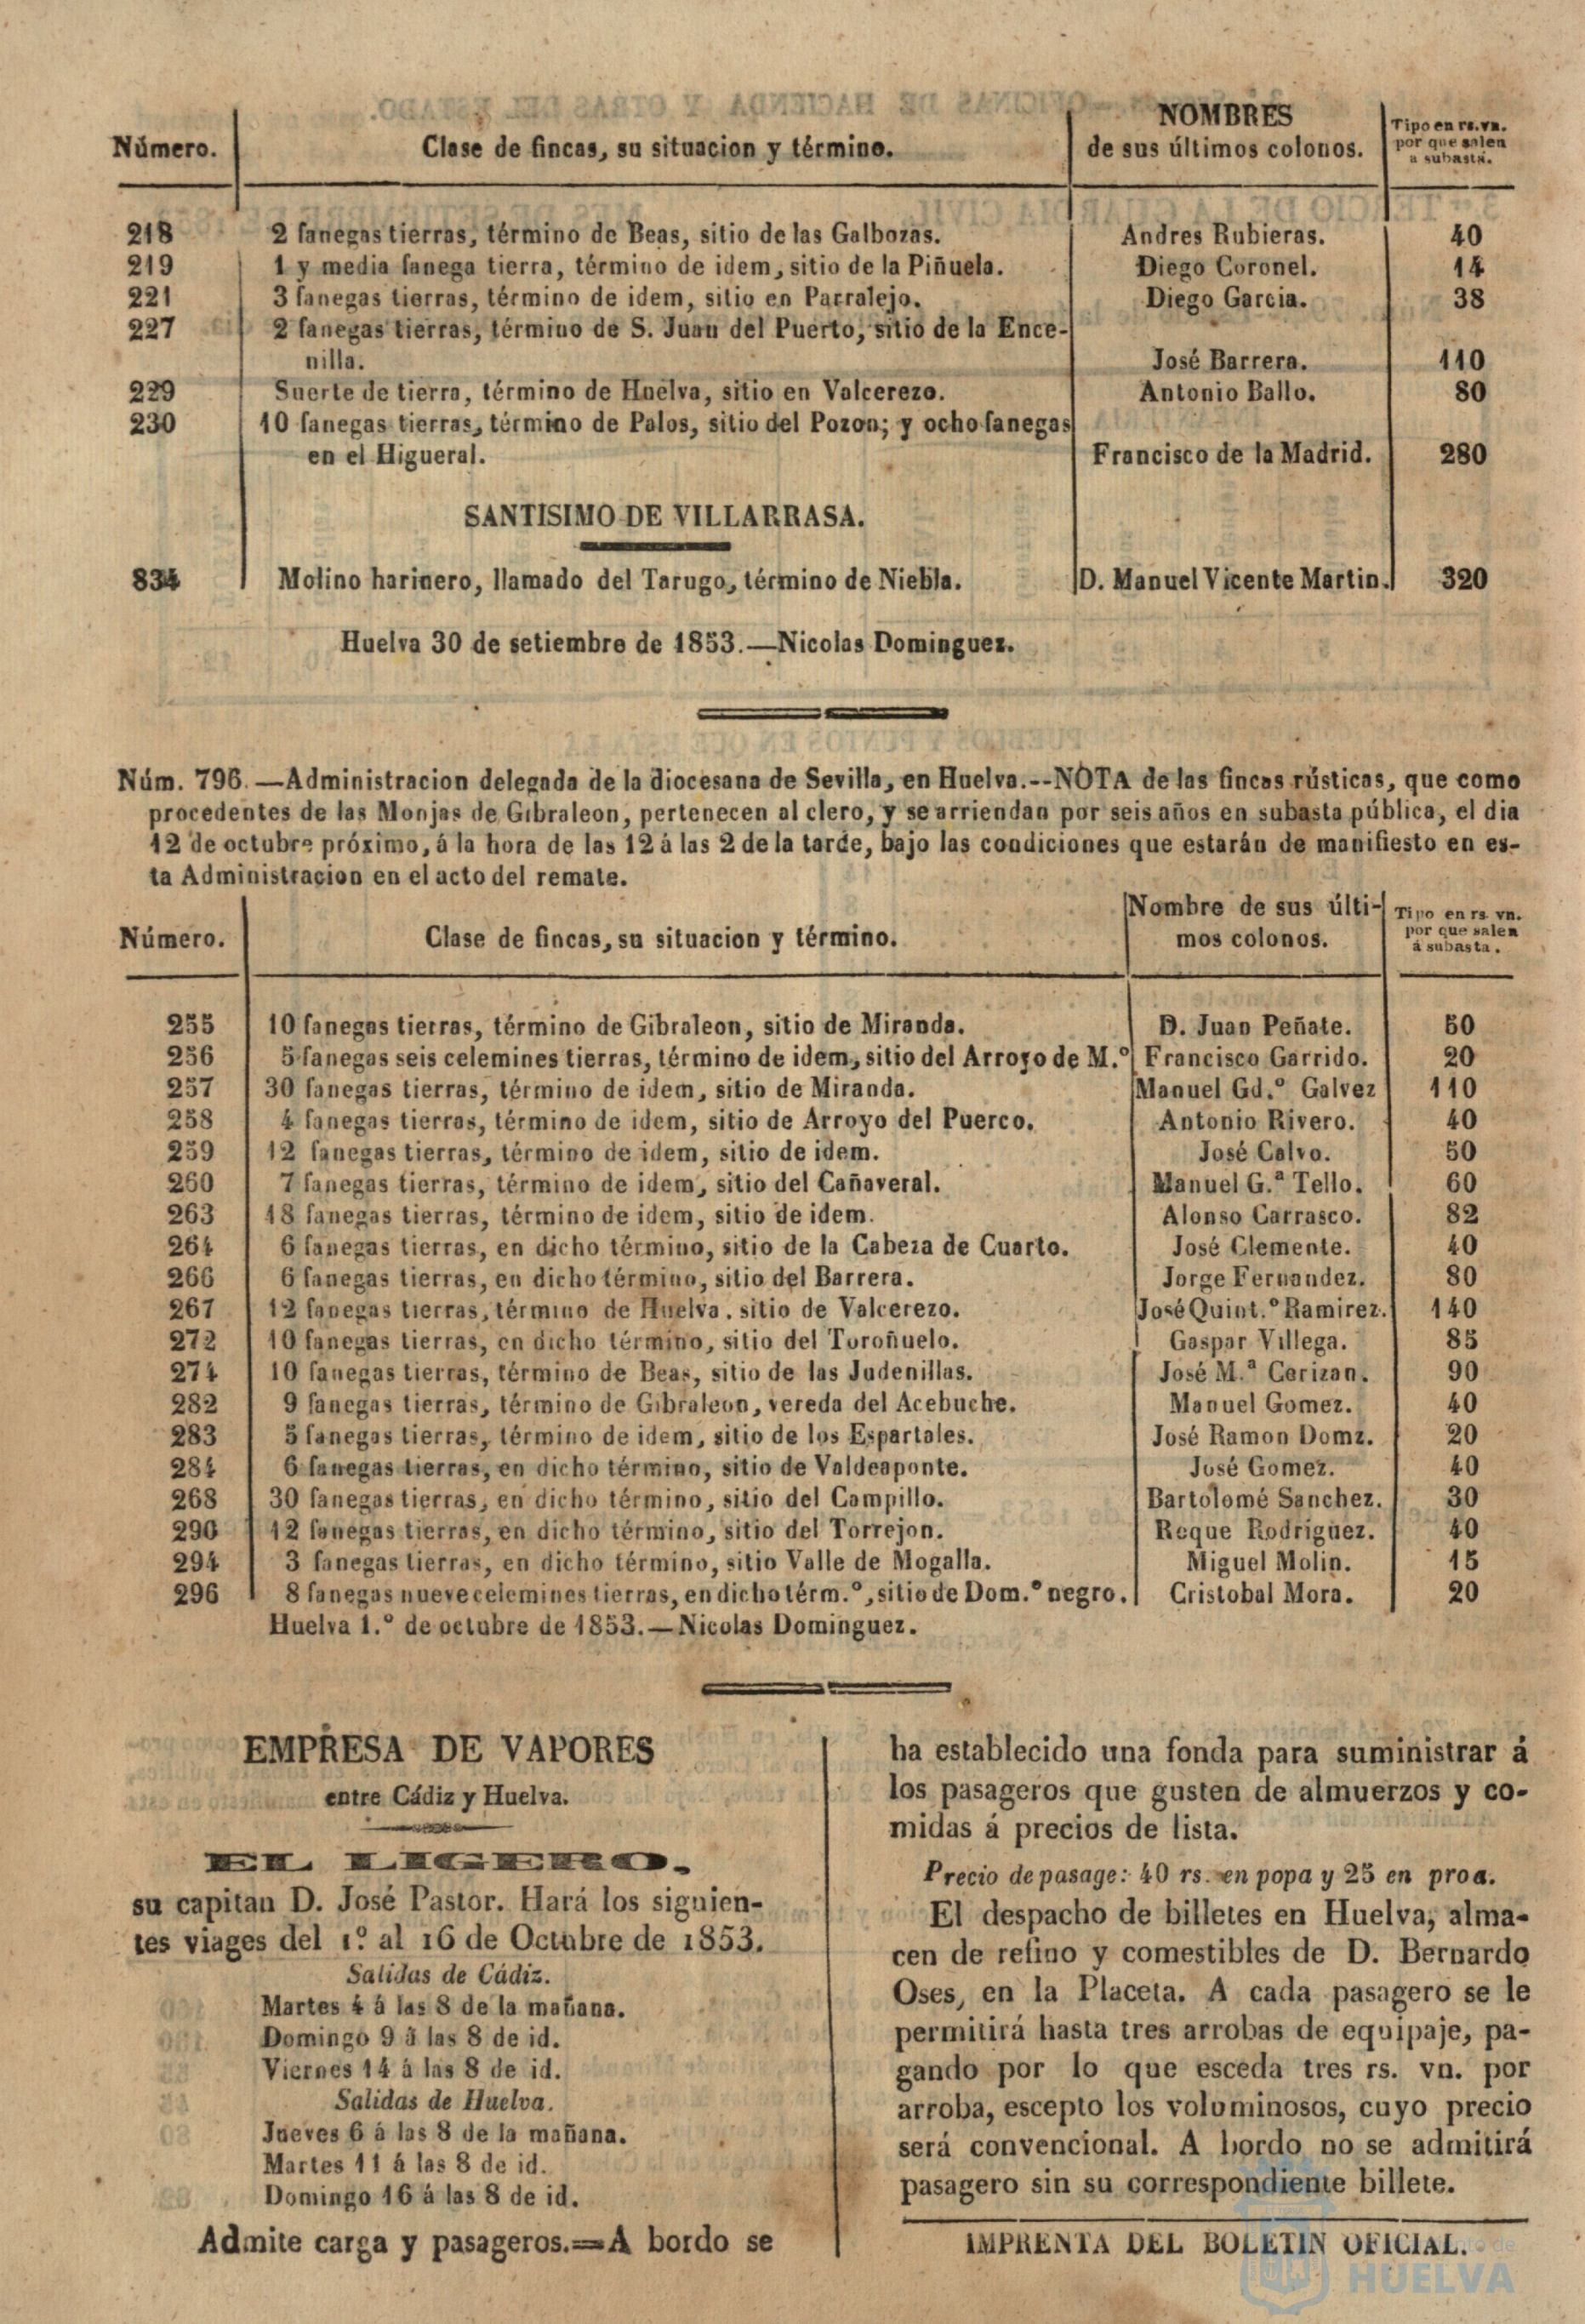 Número. Clase de fincas, su situacion y término. NOMBRES de sus últimos colonos. Tipo en rs. vn. por que salen á subasta.
218 2 fanegas tierras, término de Beas, sitio de las Galbozas. Andres Rubieras. 40
219 1 y media fanega tierra, término de idem, sitio de la Piñuela. Diego Coronel. 14
221 3 fanegas tierras, término de idem, sitio en Parralejo. Diego Garcia. 38
227 2 fanegas tierras, término de S. Juan del Puerto, sitio de la Ence-
nilla. José Barrera. 110
229 Suerte de tierra, término de Huelva, sitio en Valcerezo. Antonio Ballo. 80
230 10 fanegas tierras, término de Palos, sitio del Pozon; y ocho fanegas
en el Higueral. Francisco de la Madrid. 280
SANTISIMO DE VILLARRASA.
834 Molino harinero, llamado del Tarugo, término de Niebla. D. Manuel Vicente Martin. 320
Huelva 30 de setiembre de 1853.—Nicolas Dominguez.
Núm. 796.—Administracion delegada de la diocesana de Sevilla, en Huelva.--NOTA de las fincas rústicas, que como
procedentes de las Monjas de Gibraleon, pertenecen al clero, y se arriendan por seis años en subasta pública, el dia
12 de octubre próximo, á la hora de las 12 á las 2 de la tarde, bajo las condiciones que estarán de manifiesto en es-
ta Administracion en el acto del remate.
Número. Clase de fincas, su situacion y término. Nombre de sus últi-mos colonos. Tipo en rs. vn. por que salen á subasta.
255 10 fanegas tierras, término de Gibraleon, sitio de Miranda. D. Juan Peñate. 50
256 5 fanegas seis celemines tierras, término de idem, sitio del Arroyo de M.º Francisco Garrido. 20
257 30 fanegas tierras, término de idem, sitio de Miranda. Manuel Gd.º Galvez 110
258 4 fanegas tierras, término de idem, sitio de Arroyo del Puerco. Antonio Rivero. 40
259 12 fanegas tierras, término de idem, sitio de idem. José Calvo. 50
260 7 fanegas tierras, término de idem, sitio del Cañaveral. Manuel G.ª Tello. 60
263 18 fanegas tierras, término de idem, sitio de idem. Alonso Carrasco. 82
264 6 fanegas tierras, en dicho término, sitio de la Cabeza de Cuarto. José Clemente. 40
266 6 fanegas tierras, en dicho término, sitio del Barrera. Jorge Fernandez. 80
267 12 fanegas tierras, término de Huelva, sitio de Valcerezo. José Quint.º Ramirez. 140
272 10 fanegas tierras, en dicho término, sitio del Toroñuelo. Gaspar Villega. 85
274 10 fanegas tierras, término de Beas, sitio de las Judenillas. José M.ª Cerizan. 90
282 9 fanegas tierras, término de Gibraleon, vereda del Acebuche. Manuel Gomez. 40
283 5 fanegas tierras, término de idem, sitio de los Espartales. José Ramon Domz. 20
284 6 fanegas tierras, en dicho término, sitio de Valdeaponte. José Gomez. 40
268 30 fanegas tierras, en dicho término, sitio del Campillo. Bartolomé Sanchez. 30
290 12 fanegas tierras, en dicho término, sitio del Torrejon. Roque Rodriguez. 40
294 3 fanegas tierras, en dicho término, sitio Valle de Mogalla. Miguel Molin. 15
296 8 fanegas nueve celemines tierras, en dicho térm.º, sitio de Dom.º negro. Cristobal Mora. 20
Huelva 1.º de octubre de 1853.—Nicolas Dominguez.
EMPRESA DE VAPORES
entre Cádiz y Huelva.
EL LIGERO.
su capitan D. José Pastor. Hará los siguien-
tes viages del 1º al 16 de Octubre de 1853.
Salidas de Cádiz.
Martes 4 á las 8 de la mañana.
Domingo 9 á las 8 de id.
Viernes 14 á las 8 de id.
Salidas de Huelva.
Jueves 6 á las 8 de la mañana.
Martes 11 á las 8 de id.
Domingo 16 á las 8 de id.
Admite carga y pasageros.=A bordo se
ha establecido una fonda para suministrar á
los pasageros que gusten de almuerzos y co-
midas á precios de lista.
Precio de pasage: 40 rs. en popa y 25 en proa.
El despacho de billetes en Huelva, alma-
cen de refino y comestibles de D. Bernardo
Oses, en la Placeta. A cada pasagero se le
permitirá hasta tres arrobas de equipaje, pa-
gando por lo que esceda tres rs. vn. por
arroba, escepto los voluminosos, cuyo precio
será convencional. A bordo no se admitirá
pasagero sin su correspondiente billete.
IMPRENTA DEL BOLETIN OFICIAL.
de
HUELVA